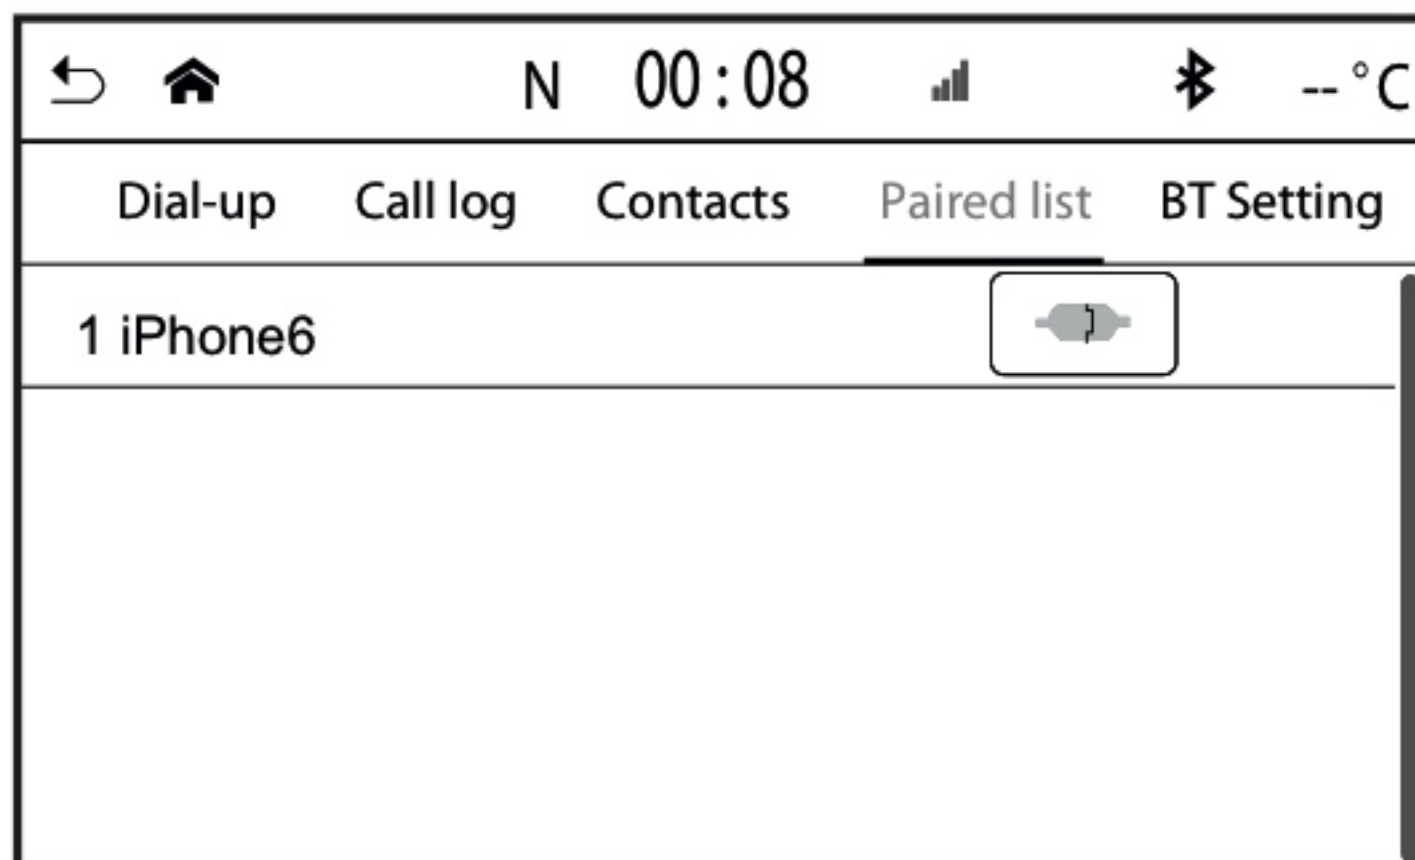 N 00:08 --°C
Dial-up Call log Contacts Paired list BT Setting
1 iPhone6